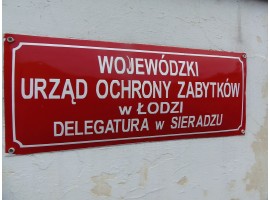 WOJEWÓDZKI
URZĄD OCHRONY ZABYTKÓW
w ŁODZI
DELEGATURA w SIERADZU